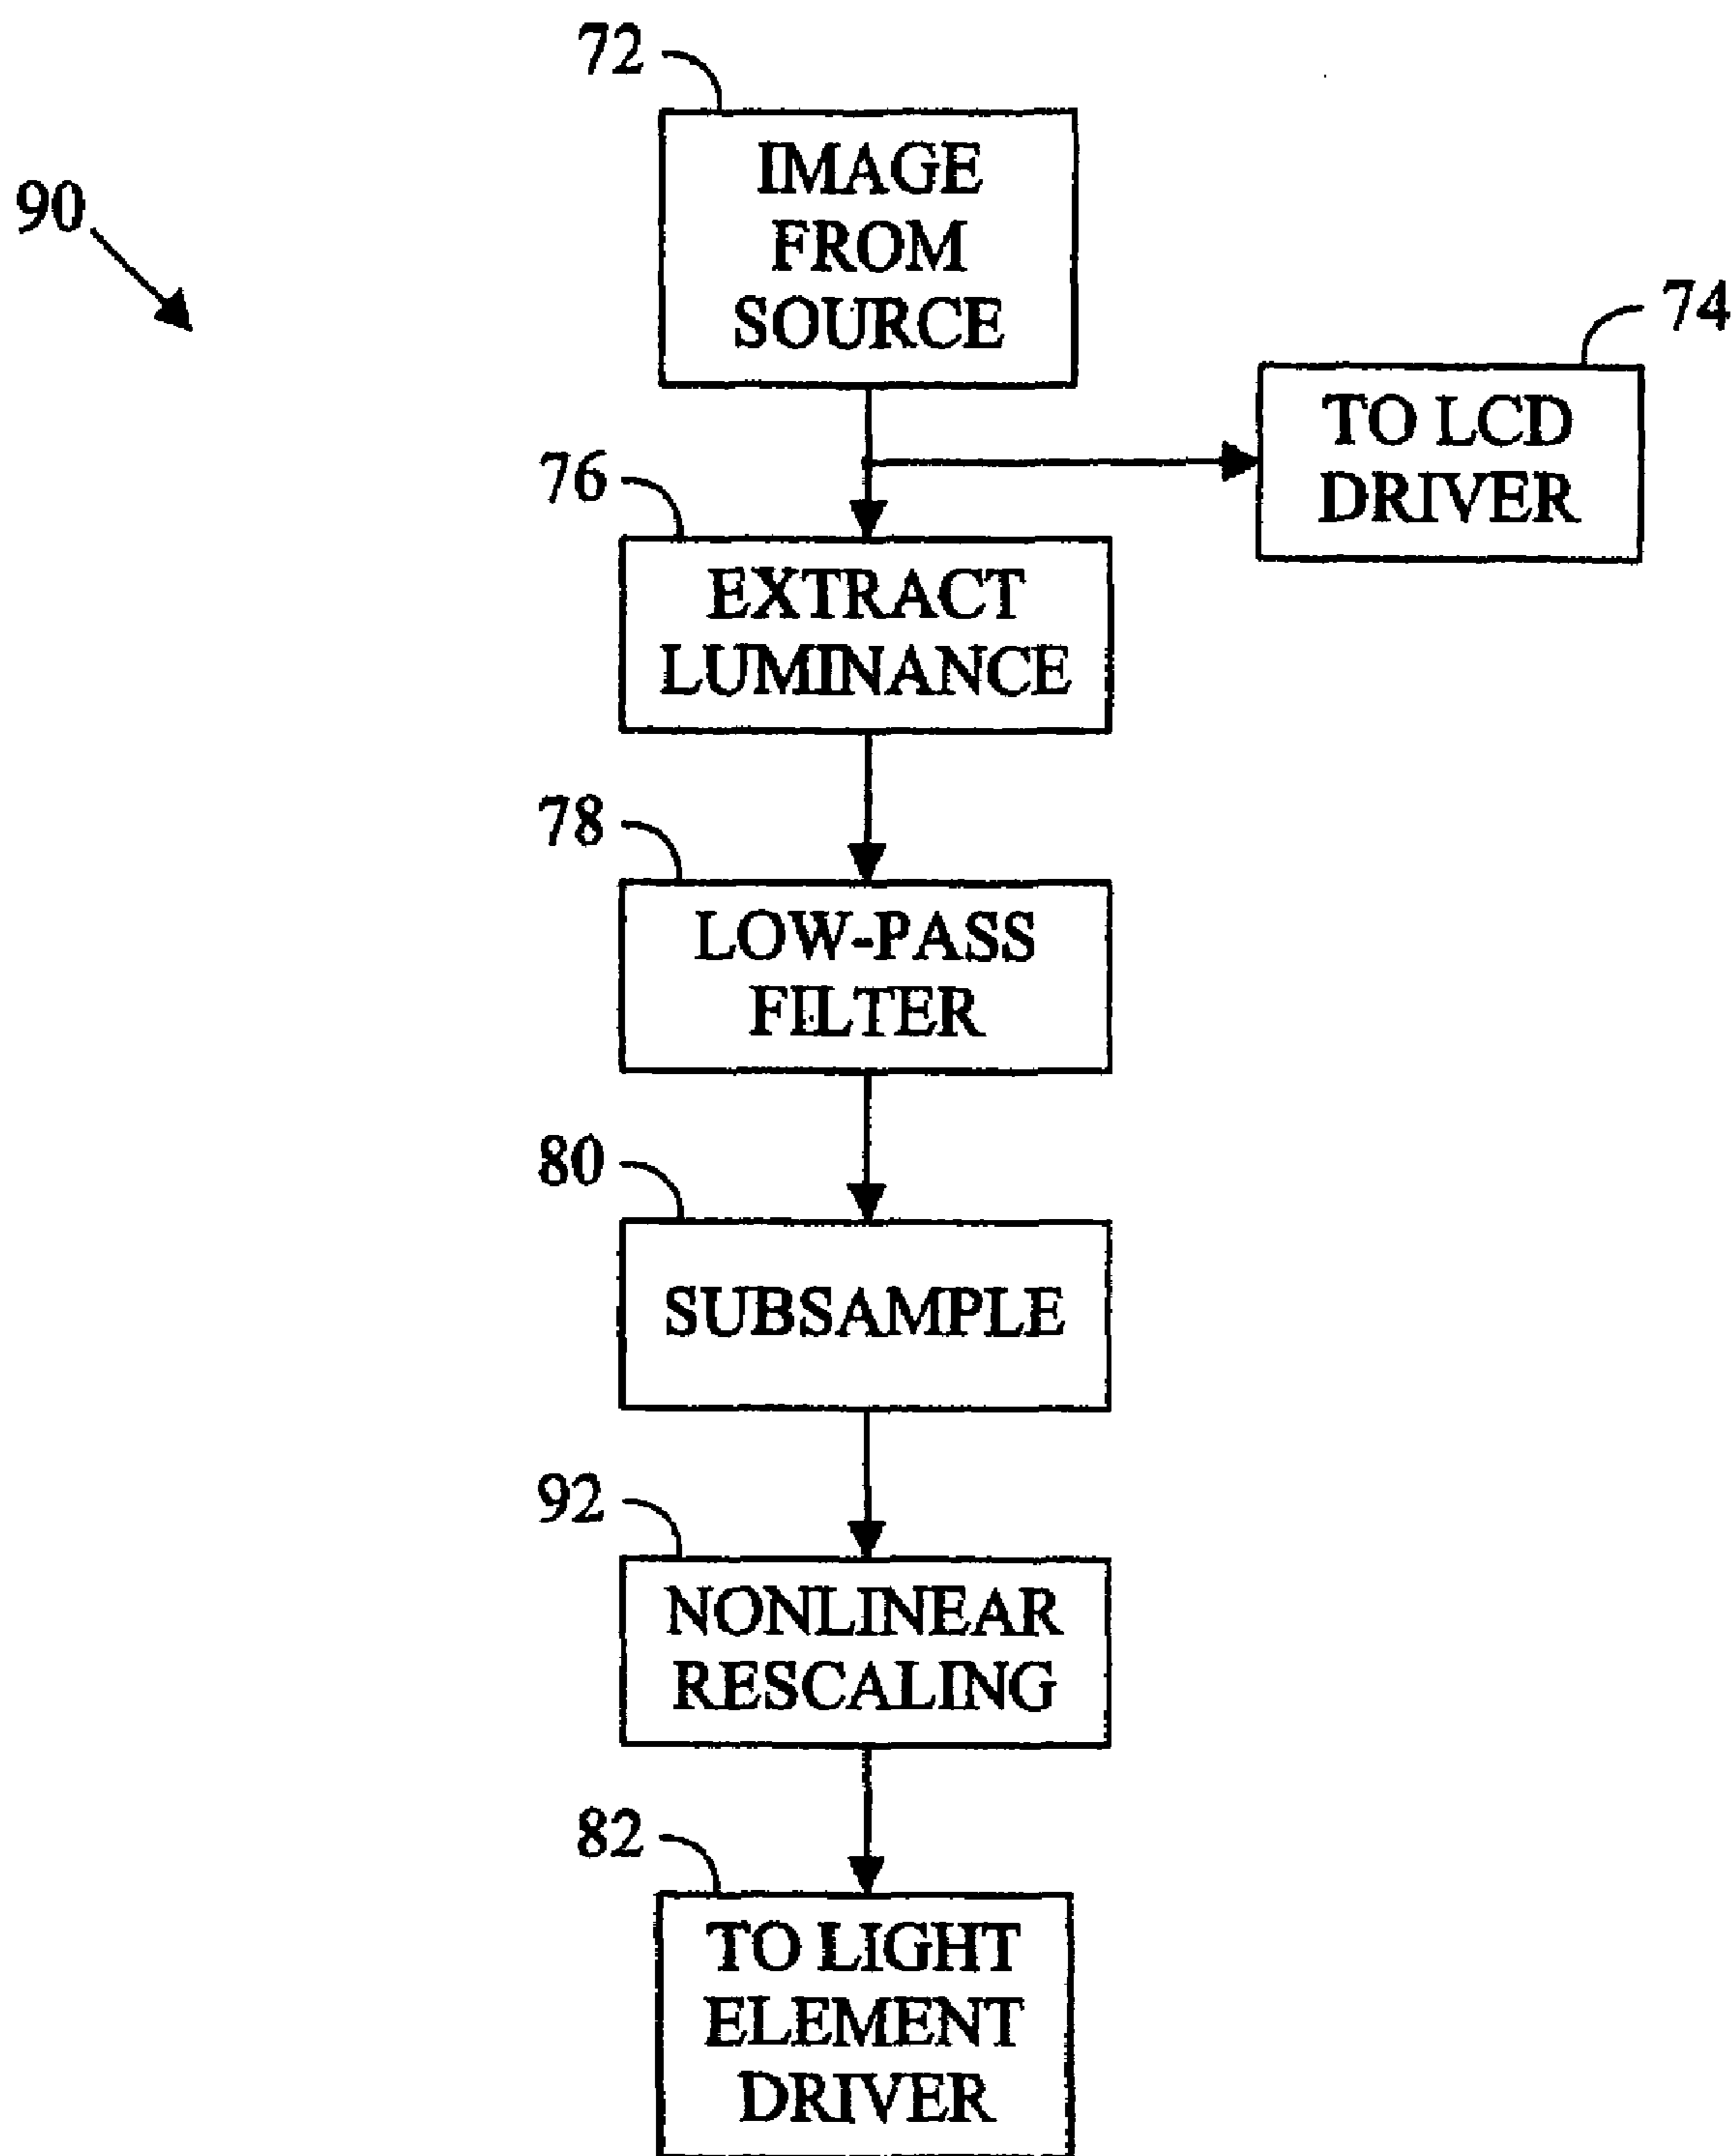 72
IMAGE
FROM
SOURCE
90
74
TO LCD
DRIVER
76
EXTRACT
LUMINANCE
78
LOW-PASS
FILTER
80
SUBSAMPLE
92
NONLINEAR
RESCALING
82
TO LIGHT
ELEMENT
DRIVER